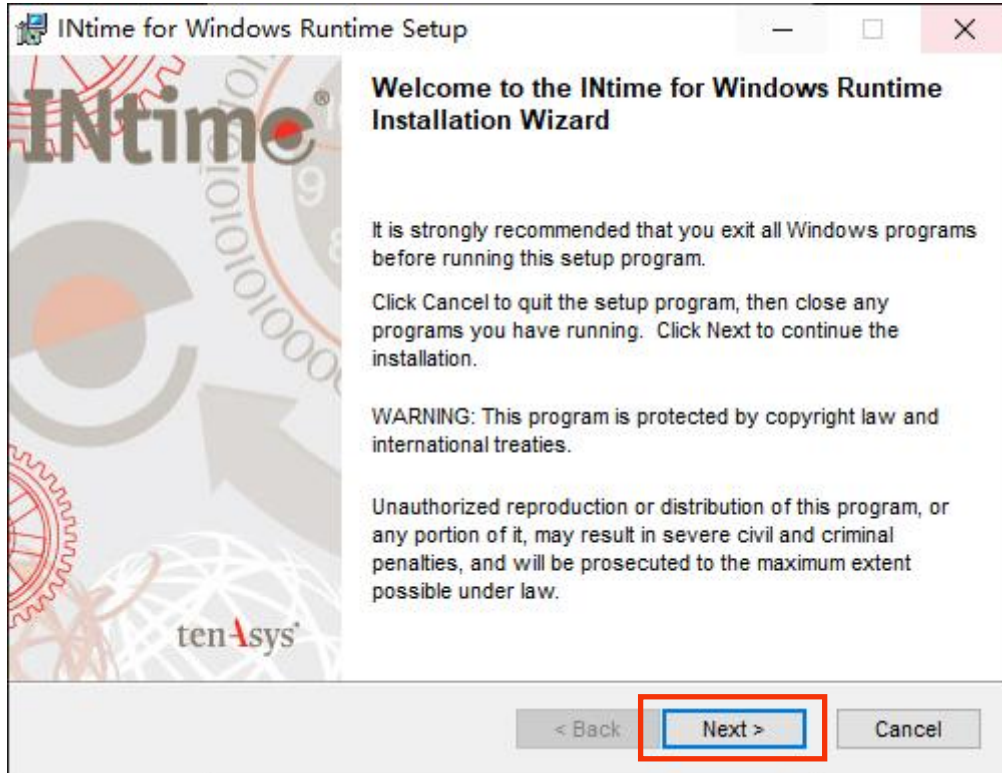 INtime for Windows Runtime Setup
INtime®
Welcome to the INtime for Windows Runtime
Installation Wizard
It is strongly recommended that you exit all Windows programs
before running this setup program.
Click Cancel to quit the setup program, then close any
programs you have running.  Click Next to continue the
installation.
WARNING: This program is protected by copyright law and
international treaties.
Unauthorized reproduction or distribution of this program, or
any portion of it, may result in severe civil and criminal
penalties, and will be prosecuted to the maximum extent
possible under law.
tenAsys
< Back
Next >
Cancel